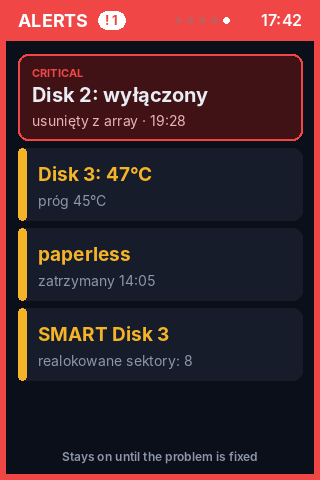 ALERTS !1 17:42
CRITICAL
Disk 2: wyłączony
usunięty z array · 19:28
Disk 3: 47°C
próg 45°C
paperless
zatrzymany 14:05
SMART Disk 3
realokowane sektory: 8
Stays on until the problem is fixed